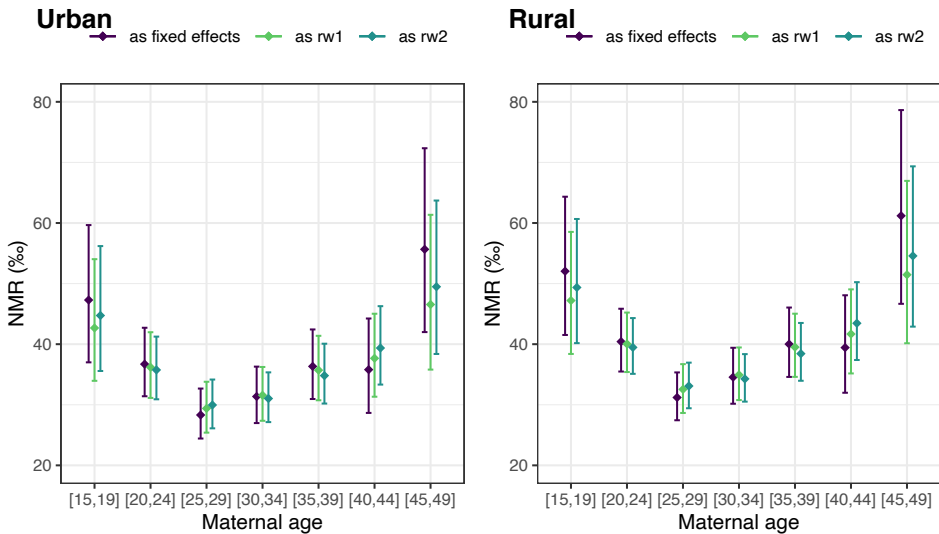 Urban
as fixed effects as rw1 as rw2
NMR (‰)
80
60
40
20
[15,19] [20,24] [25,29] [30,34] [35,39] [40,44] [45,49]
Maternal age
Rural
as fixed effects as rw1 as rw2
NMR (‰)
80
60
40
20
[15,19] [20,24] [25,29] [30,34] [35,39] [40,44] [45,49]
Maternal age